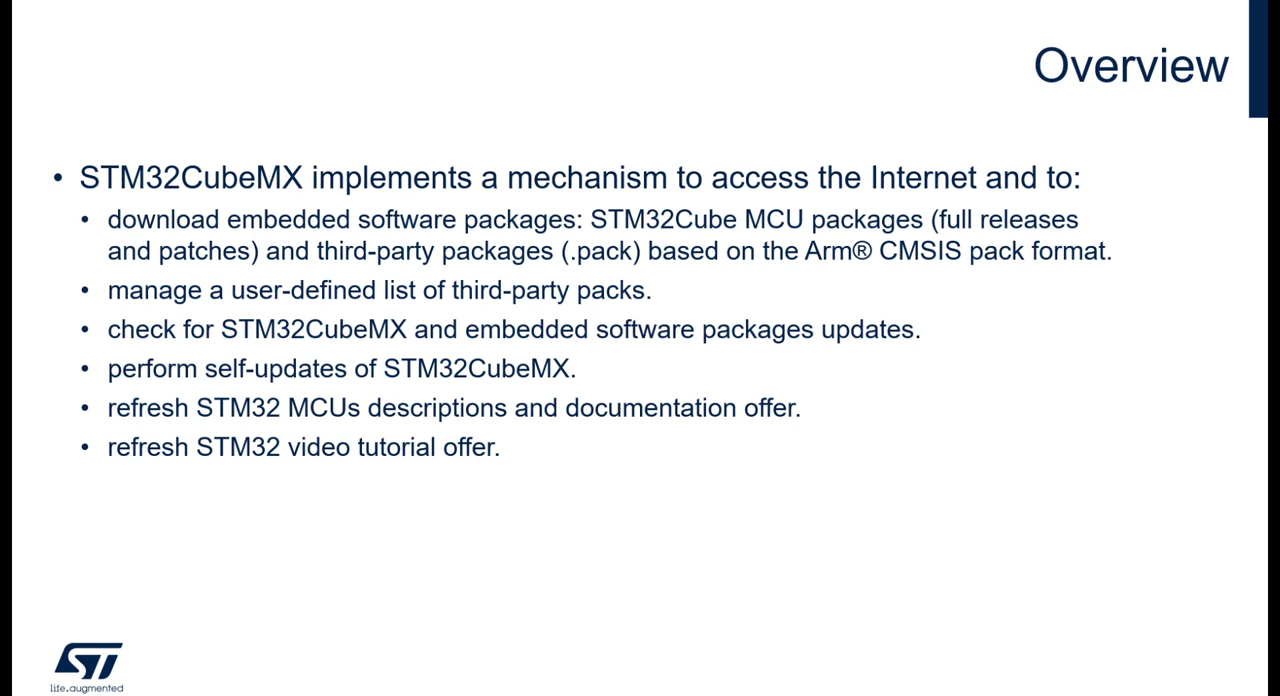 Overview
• STM32CubeMX implements a mechanism to access the Internet and to:
• download embedded software packages: STM32Cube MCU packages (full releases
and patches) and third-party packages (.pack) based on the Arm® CMSIS pack format.
• manage a user-defined list of third-party packs.
• check for STM32CubeMX and embedded software packages updates.
• perform self-updates of STM32CubeMX.
• refresh STM32 MCUs descriptions and documentation offer.
• refresh STM32 video tutorial offer.
ST
life.augmented